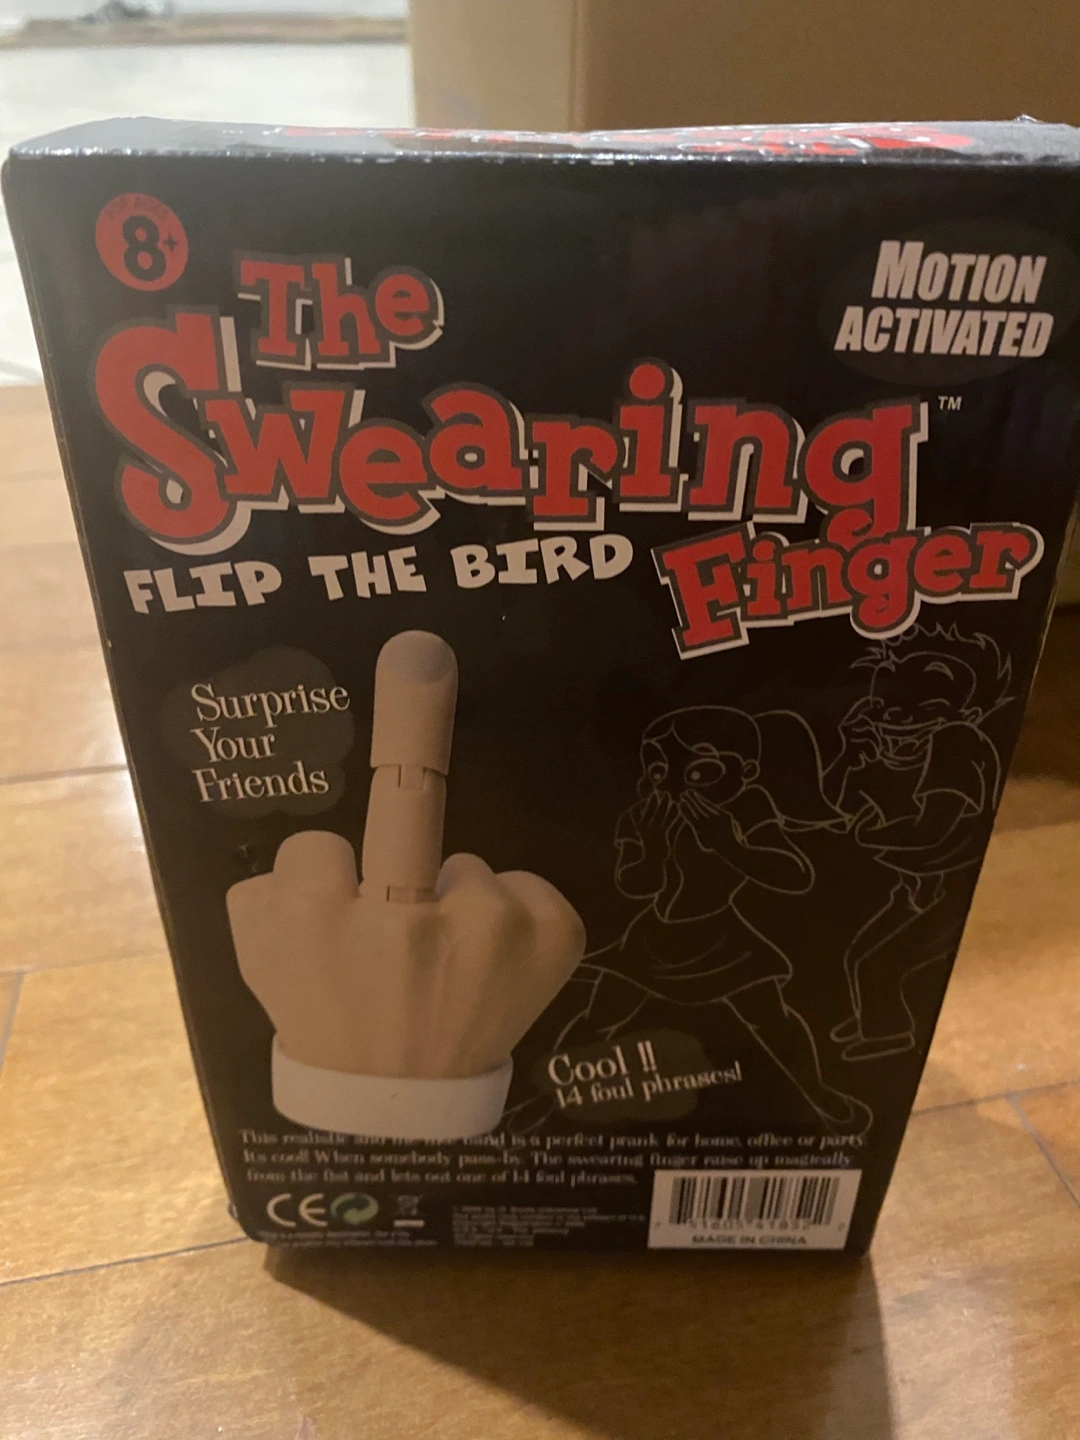 8+
The
Swearing
Finger
™
MOTION
ACTIVATED
FLIP THE BIRD
Surprise
Your
Friends
Cool !!
14 foul phrases!
This realistic and hand is a perfect prank for home, office or party.
Its cool! When somebody pass-by. The swearing finger raise up magically
from the fist and lets out one of 14 foul phrases.
CE
MADE IN CHINA